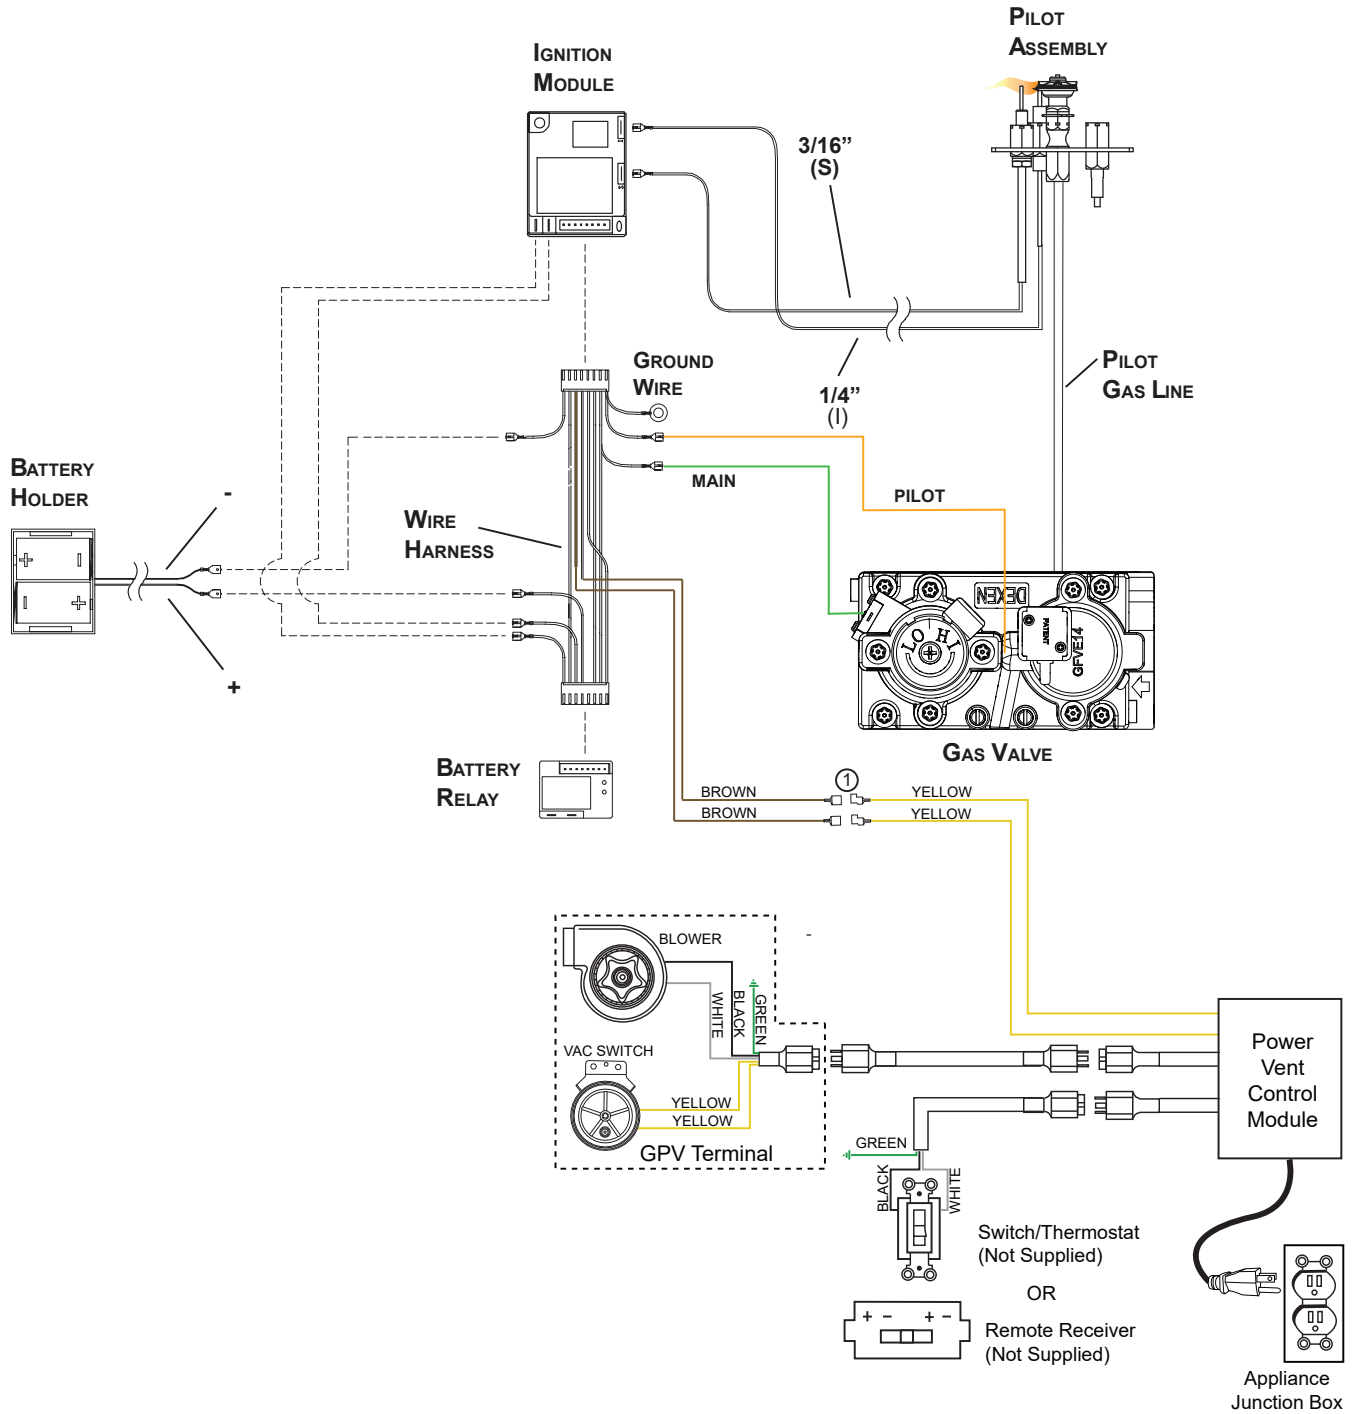 PILOT
ASSEMBLY
IGNITION
MODULE
3/16”
(S)
I
S
GROUND
WIRE
1/4”
(I)
PILOT
GAS LINE
MAIN
PILOT
BATTERY
HOLDER
-
+
+ -
- +
WIRE
HARNESS
DEXEN
LO HI
PATENT
GFVE14
GAS VALVE
BATTERY
RELAY
1
BROWN
YELLOW
BROWN
YELLOW
BLOWER
-
WHITE
BLACK
GREEN
VAC SWITCH
YELLOW
YELLOW
GPV Terminal
Power
Vent
Control
Module
GREEN
BLACK
WHITE
Switch/Thermostat
(Not Supplied)
OR
+ - + -
Remote Receiver
(Not Supplied)
Appliance
Junction Box